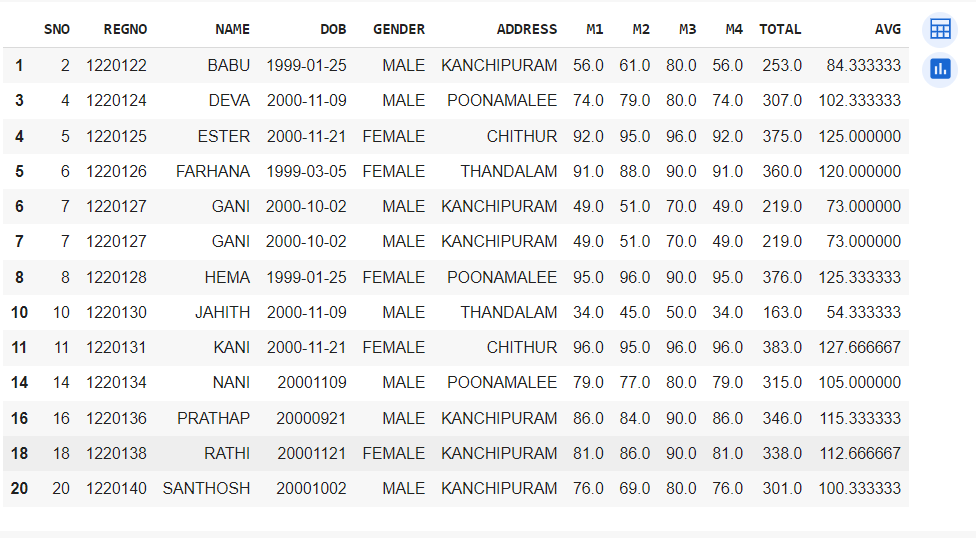 SNO REGNO NAME DOB GENDER ADDRESS M1 M2 M3 M4 TOTAL AVG
1 2 1220122 BABU 1999-01-25 MALE KANCHIPURAM 56.0 61.0 80.0 56.0 253.0 84.333333
3 4 1220124 DEVA 2000-11-09 MALE POONAMALEE 74.0 79.0 80.0 74.0 307.0 102.333333
4 5 1220125 ESTER 2000-11-21 FEMALE CHITHUR 92.0 95.0 96.0 92.0 375.0 125.000000
5 6 1220126 FARHANA 1999-03-05 FEMALE THANDALAM 91.0 88.0 90.0 91.0 360.0 120.000000
6 7 1220127 GANI 2000-10-02 MALE KANCHIPURAM 49.0 51.0 70.0 49.0 219.0 73.000000
7 7 1220127 GANI 2000-10-02 MALE KANCHIPURAM 49.0 51.0 70.0 49.0 219.0 73.000000
8 8 1220128 HEMA 1999-01-25 FEMALE POONAMALEE 95.0 96.0 90.0 95.0 376.0 125.333333
10 10 1220130 JAHITH 2000-11-09 MALE THANDALAM 34.0 45.0 50.0 34.0 163.0 54.333333
11 11 1220131 KANI 2000-11-21 FEMALE CHITHUR 96.0 95.0 96.0 96.0 383.0 127.666667
14 14 1220134 NANI 20001109 MALE POONAMALEE 79.0 77.0 80.0 79.0 315.0 105.000000
16 16 1220136 PRATHAP 20000921 MALE KANCHIPURAM 86.0 84.0 90.0 86.0 346.0 115.333333
18 18 1220138 RATHI 20001121 FEMALE KANCHIPURAM 81.0 86.0 90.0 81.0 338.0 112.666667
20 20 1220140 SANTHOSH 20001002 MALE KANCHIPURAM 76.0 69.0 80.0 76.0 301.0 100.333333